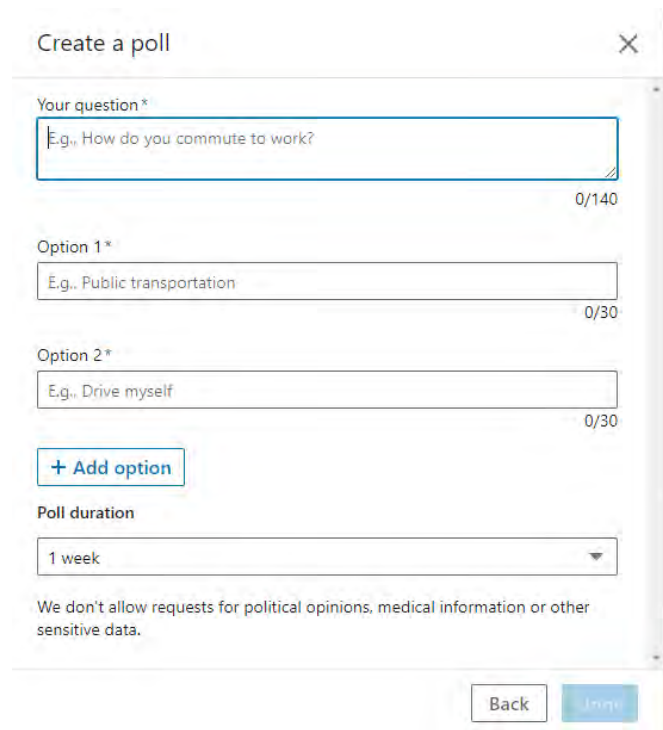 Create a poll
Your question*
E.g., How do you commute to work?
0/140
Option 1*
E.g., Public transportation
0/30
Option 2*
E.g., Drive myself
0/30
+ Add option
Poll duration
1 week
We don't allow requests for political opinions, medical information or other
sensitive data.
Back
Done